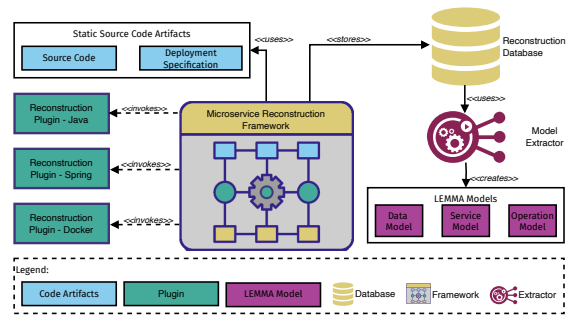 Static Source Code Artifacts
Source Code
Deployment
Specification
<<uses>>
<<stores>>
Reconstruction
Database
<<uses>>
Model
Extractor
<<creates>>
Reconstruction
Plugin - Java
<<invokes>>
Reconstruction
Plugin - Spring
<<invokes>>
Reconstruction
Plugin - Docker
<<invokes>>
Microservice Reconstruction
Framework
LEMMA Models
Data
Model
Service
Model
Operation
Model
Legend:
Code Artifacts
Plugin
LEMMA Model
Database
Framework
Extractor